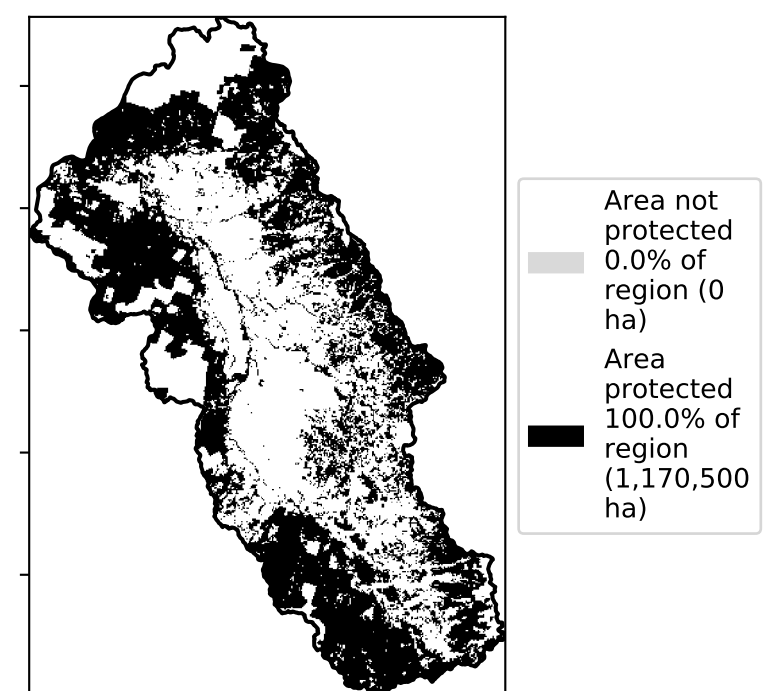 Area not
protected
0.0% of
region (0
ha)
Area
protected
100.0% of
region
(1,170,500
ha)